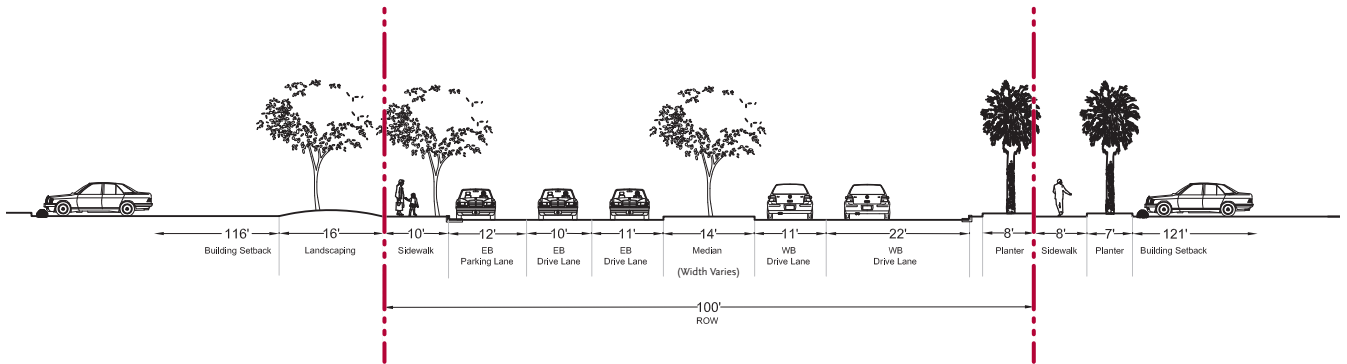 116' 16' 10' 12' 10' 11' 14' 11' 22' 8' 8' 7' 121'
Building Setback Landscaping Sidewalk EB EB EB Median WB WB Planter Sidewalk Planter Building Setback
Parking Lane Drive Lane Drive Lane Drive Lane Drive Lane
(Width Varies)
100'
ROW